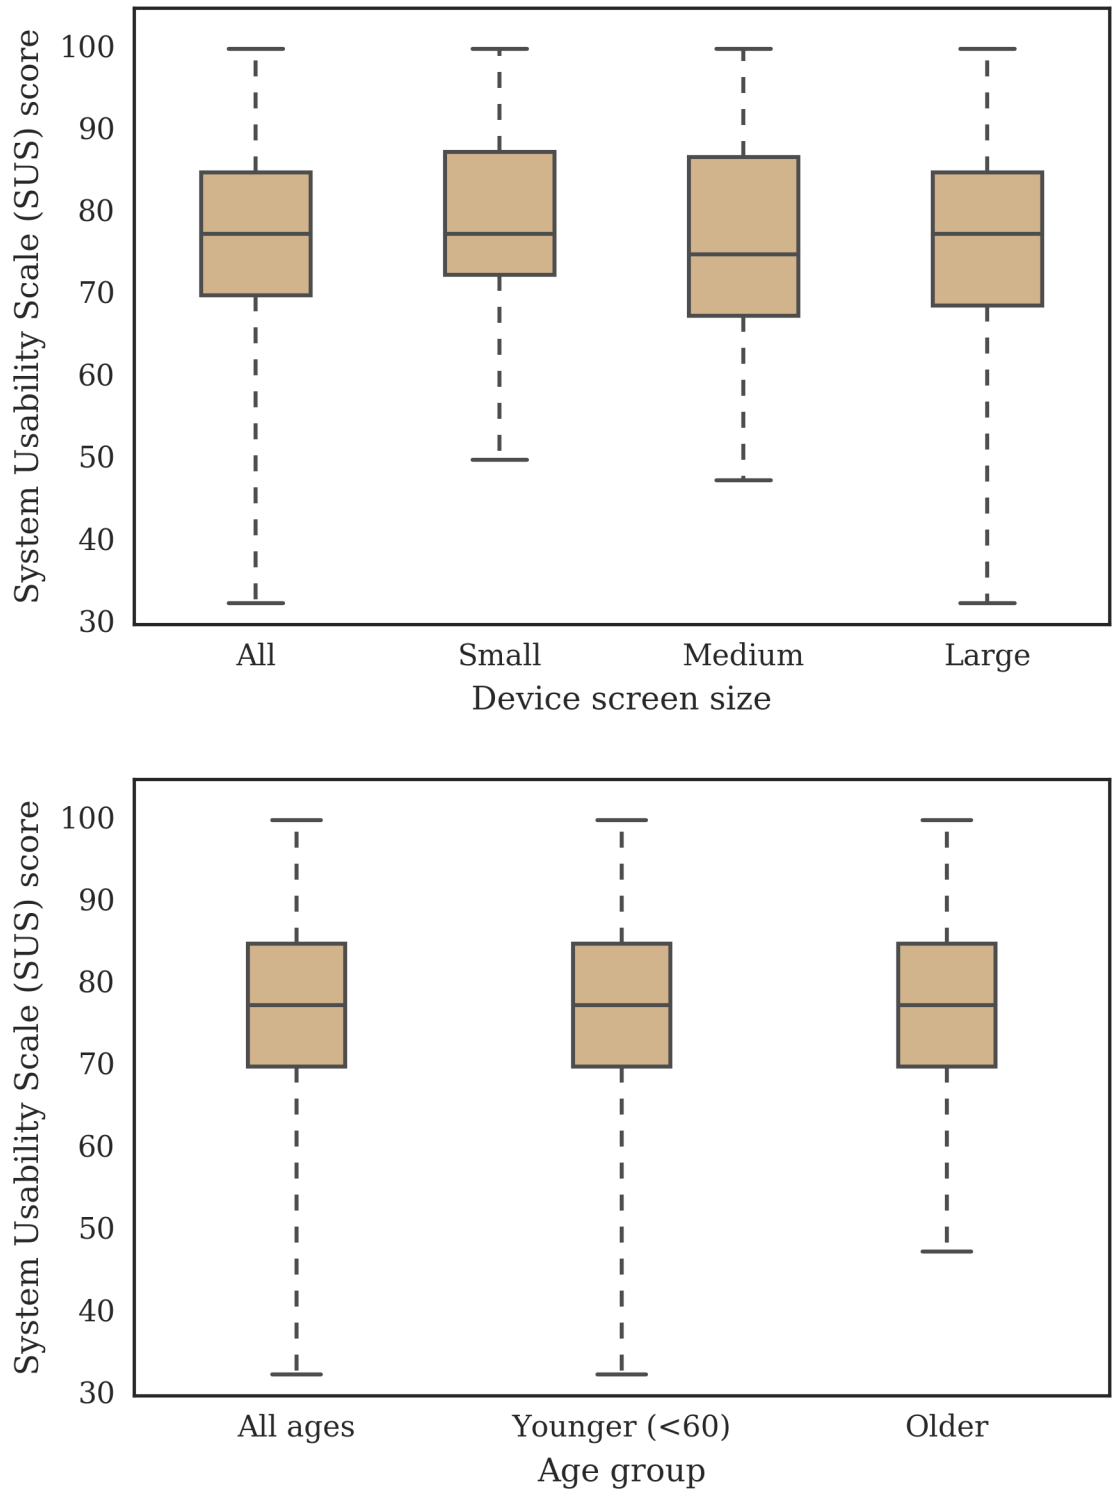 System Usability Scale (SUS) score
100
90
80
70
60
50
40
30
All Small Medium Large
Device screen size
System Usability Scale (SUS) score
100
90
80
70
60
50
40
30
All ages Younger (<60) Older
Age group